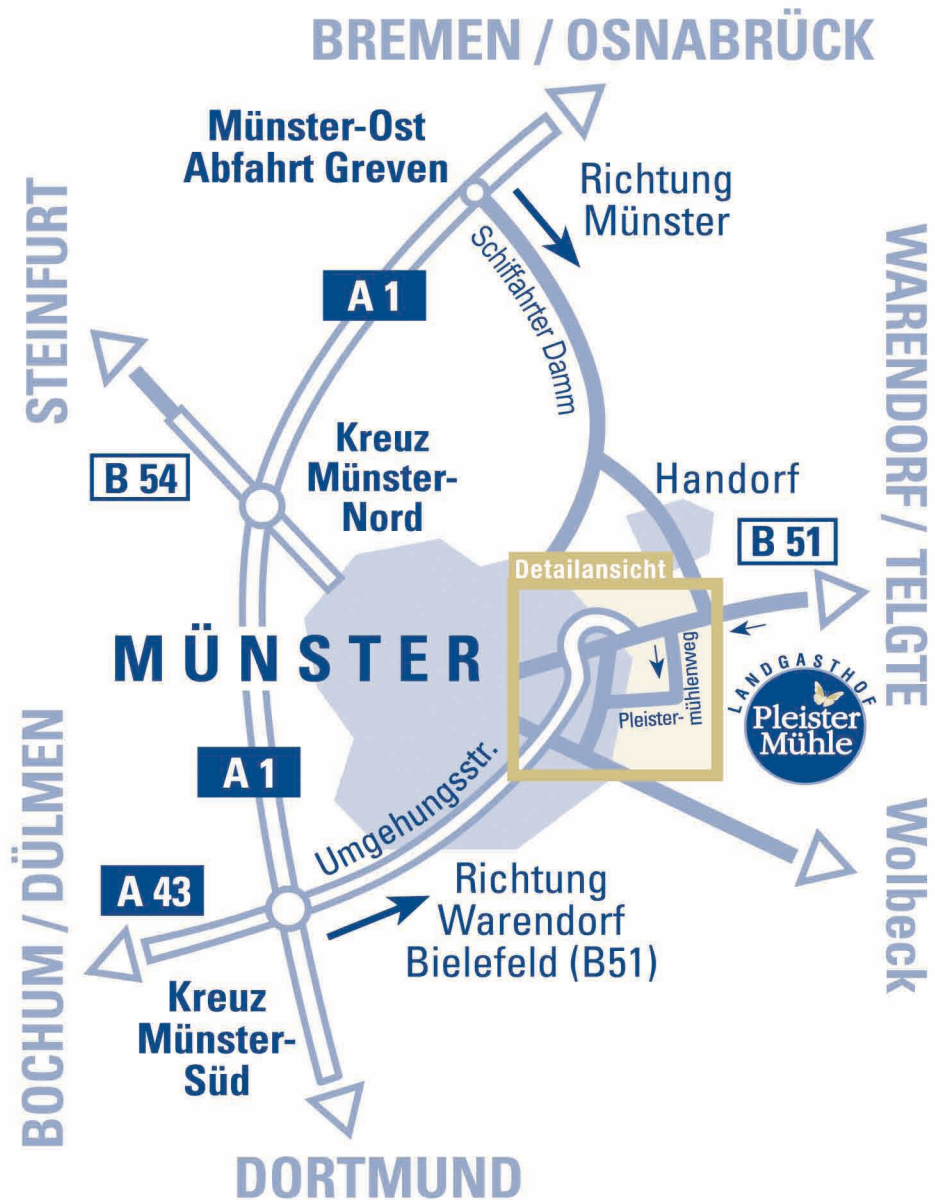 BREMEN / OSNABRÜCK
Münster-Ost
Abfahrt Greven
Richtung
Münster
STEINFURT
Schiffahrter Damm
WARENDORF / TELGTE
A 1
Kreuz
Münster-
Nord
B 54
Handorf
B 51
Detailansicht
MÜNSTER
Pleister-
mühlenweg
LANDGASTHOF
Pleister
Mühle
A 1
Umgehungsstr.
BOCHUM / DÜLMEN
Wolbeck
A 43
Richtung
Warendorf
Bielefeld (B51)
Kreuz
Münster-
Süd
DORTMUND